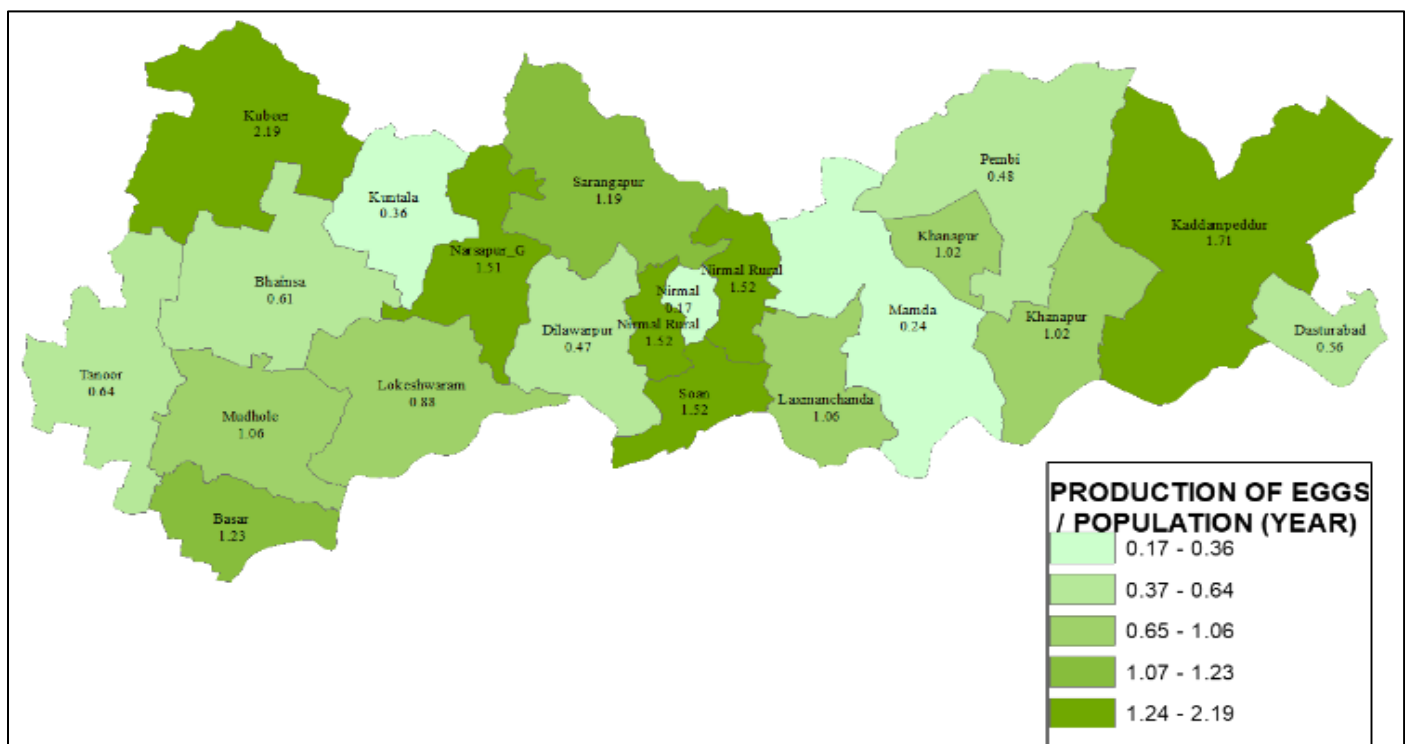 Kubeer
2.19
Kuntala
0.36
Sarangapur
1.19
Pembi
0.48
Narsapur_G
1.51
Khanapur
1.02
Kaddampeddur
1.71
Bhainsa
0.61
Nirmal Rural
1.52
Nirmal
0.17
Mamda
0.24
Khanapur
1.02
Dilawarpur
0.47
Nirmal Rural
1.52
Dasturabad
0.56
Tanoor
0.64
Lokeshwaram
0.88
Soan
1.52
Laxmanchanda
1.06
Mudhole
1.06
Basar
1.23
PRODUCTION OF EGGS
/ POPULATION (YEAR)
0.17 - 0.36
0.37 - 0.64
0.65 - 1.06
1.07 - 1.23
1.24 - 2.19